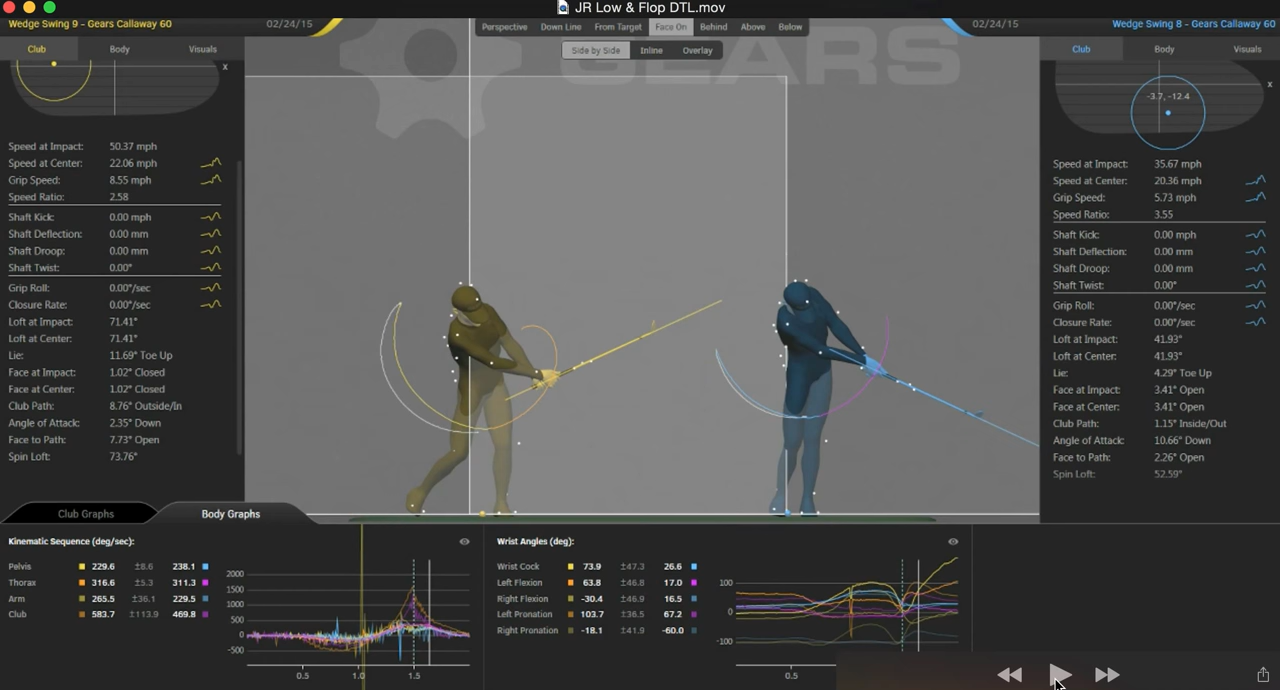 JR Low & Flop DTL.mov
Wedge Swing 9 - Gears Callaway 60
02/24/15
Perspective Down Line From Target Face On Behind Above Below
02/24/15
Wedge Swing 8 - Gears Callaway 60
Club Body Visuals
Side by Side Inline Overlay
Club Body Visuals
GEARS
x
x
-3.7, -12.4
Speed at Impact: 50.37 mph
Speed at Center: 22.06 mph
Grip Speed: 8.55 mph
Speed Ratio: 2.58
Shaft Kick: 0.00 mph
Shaft Deflection: 0.00 mm
Shaft Droop: 0.00 mm
Shaft Twist: 0.00°
Grip Roll: 0.00°/sec
Closure Rate: 0.00°/sec
Loft at Impact: 71.41°
Loft at Center: 71.41°
Lie: 11.69° Toe Up
Face at Impact: 1.02° Closed
Face at Center: 1.02° Closed
Club Path: 8.76° Outside/In
Angle of Attack: 2.35° Down
Face to Path: 7.73° Open
Spin Loft: 73.76°
Speed at Impact: 35.67 mph
Speed at Center: 20.36 mph
Grip Speed: 5.73 mph
Speed Ratio: 3.55
Shaft Kick: 0.00 mph
Shaft Deflection: 0.00 mm
Shaft Droop: 0.00 mm
Shaft Twist: 0.00°
Grip Roll: 0.00°/sec
Closure Rate: 0.00°/sec
Loft at Impact: 41.93°
Loft at Center: 41.93°
Lie: 4.29° Toe Up
Face at Impact: 3.41° Open
Face at Center: 3.41° Open
Club Path: 1.15° Inside/Out
Angle of Attack: 10.66° Down
Face to Path: 2.26° Open
Spin Loft: 52.59°
Club Graphs Body Graphs
Kinematic Sequence (deg/sec):
Pelvis 229.6 ±8.6 238.1
Thorax 316.6 ±5.3 311.3
Arm 265.5 ±36.1 229.5
Club 583.7 ±113.9 469.8
2000
1500
1000
500
0
-500
0.5 1.0 1.5
Wrist Angles (deg):
Wrist Cock 73.9 ±47.3 26.6
Left Flexion 63.8 ±46.8 17.0
Right Flexion -30.4 ±46.9 16.5
Left Pronation 103.7 ±36.5 67.2
Right Pronation -18.1 ±41.9 -60.0
100
0
-100
0.5